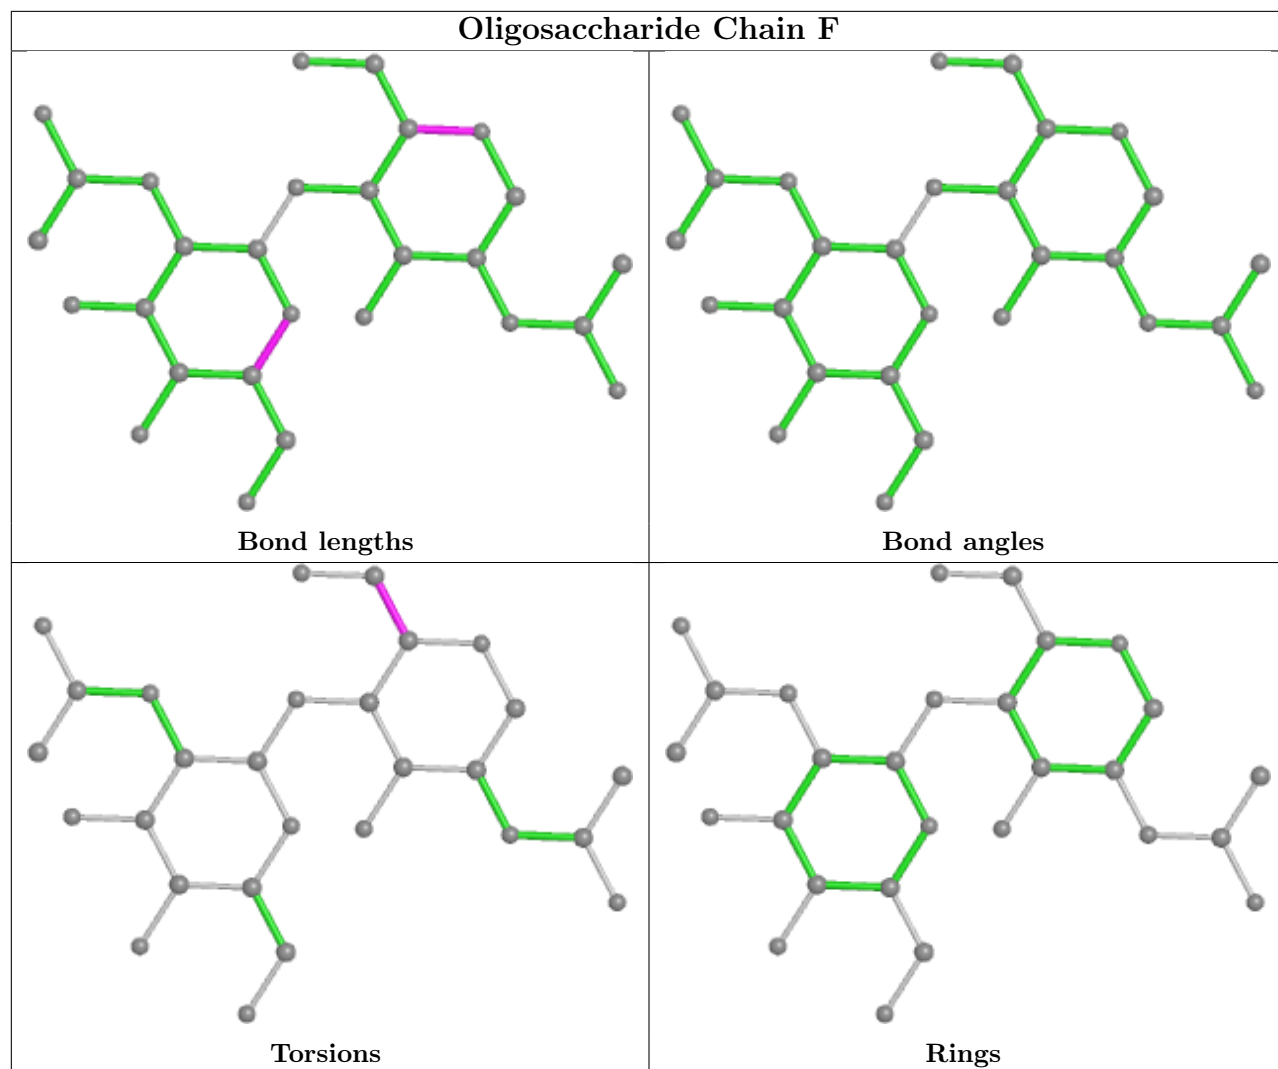 Oligosaccharide Chain F
Bond lengths
Bond angles
Torsions
Rings